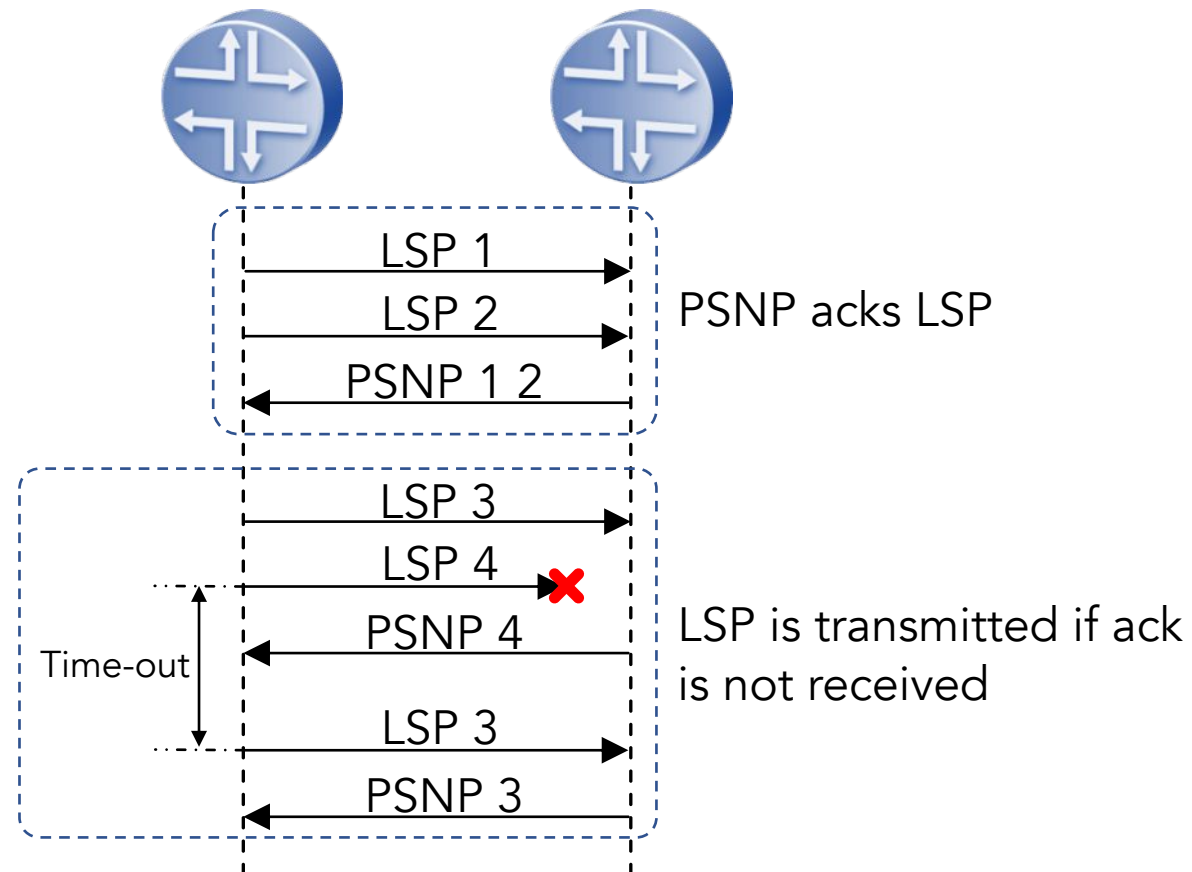 LSP 1
LSP 2
PSNP acks LSP
PSNP 1 2
LSP 3
LSP 4
PSNP 4
LSP is transmitted if ack
is not received
Time-out
LSP 3
PSNP 3